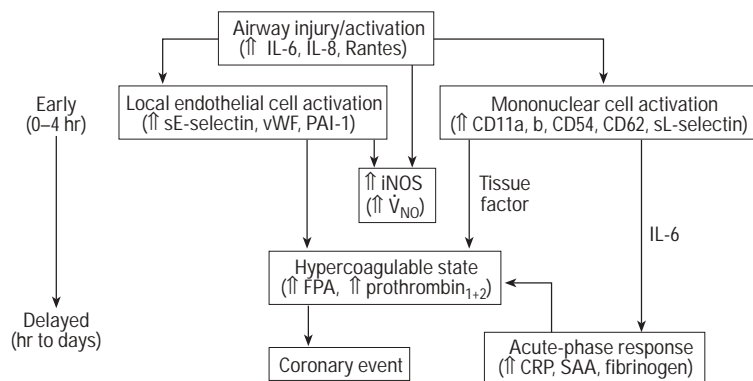 Airway injury/activation
(⇑ IL-6, IL-8, Rantes)
Early
(0–4 hr)
Local endothelial cell activation
(⇑ sE-selectin, vWF, PAI-1)
Mononuclear cell activation
(⇑ CD11a, b, CD54, CD62, sL-selectin)
⇑ iNOS
(⇑ V̇NO)
Tissue
factor
IL-6
Hypercoagulable state
(⇑ FPA, ⇑ prothrombin1+2)
Delayed
(hr to days)
Coronary event
Acute-phase response
(⇑ CRP, SAA, fibrinogen)